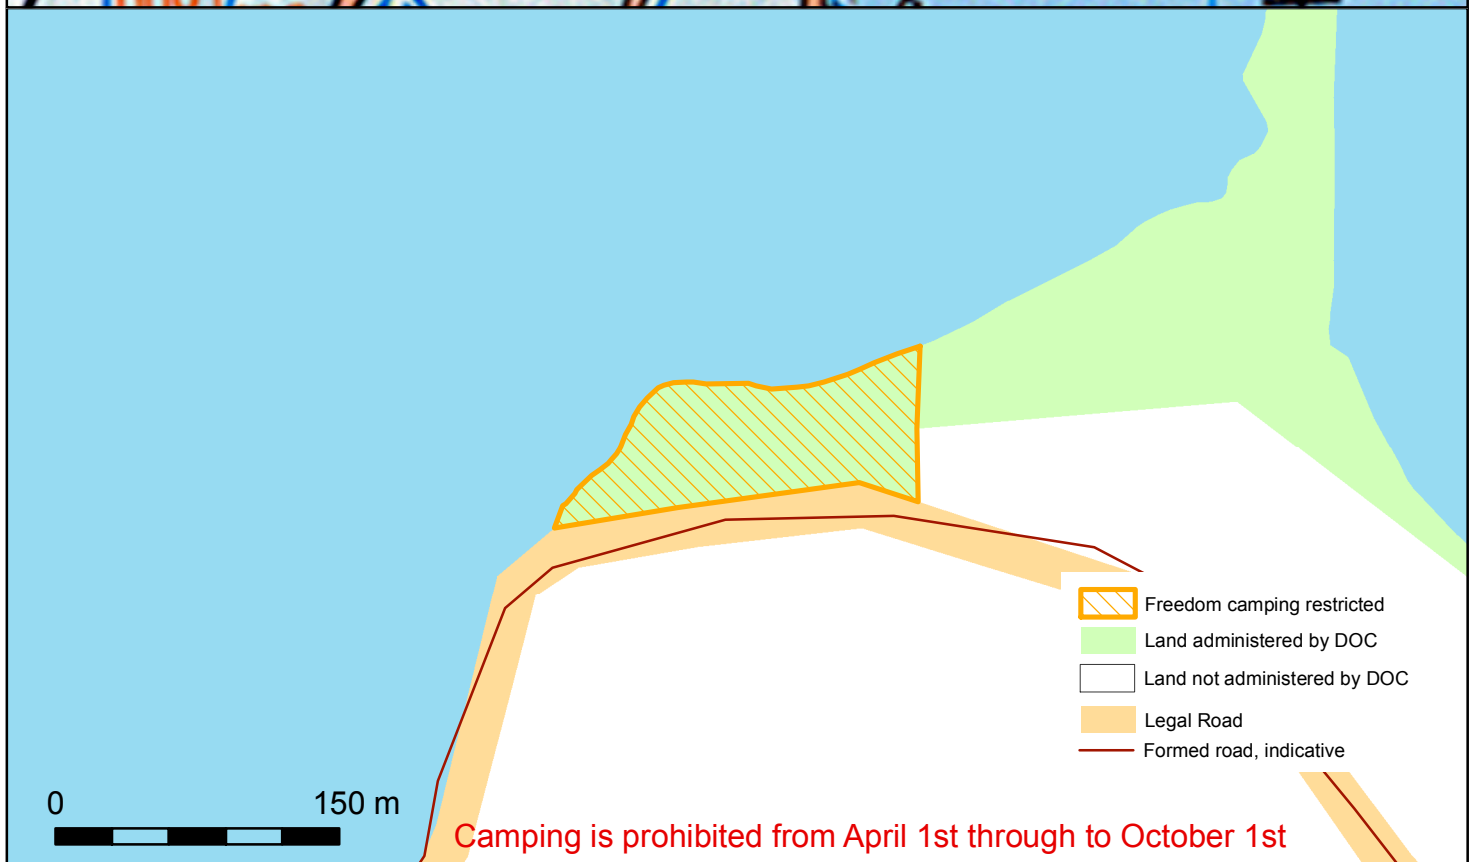 Freedom camping restricted
Land administered by DOC
Land not administered by DOC
Legal Road
Formed road, indicative
0 150 m
Camping is prohibited from April 1st through to October 1st